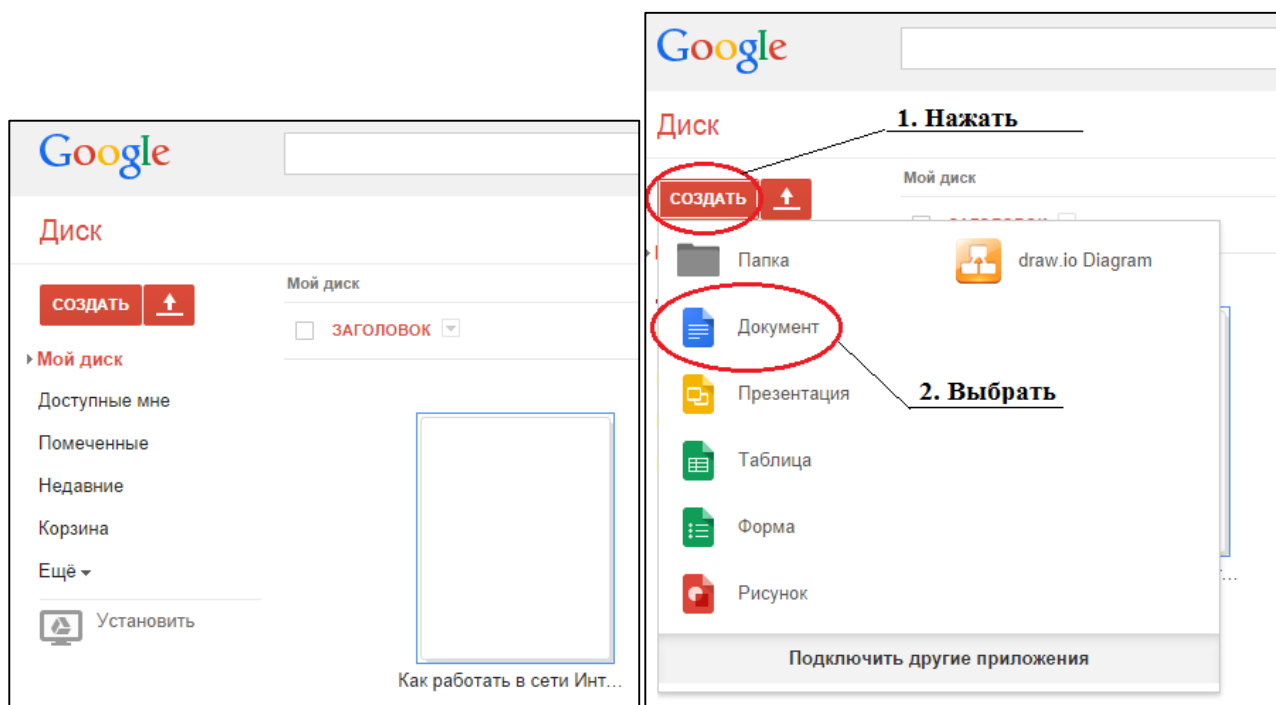 Google
Диск
СОЗДАТЬ
Мой диск
ЗАГОЛОВОК
Мой диск
Доступные мне
Помеченные
Недавние
Корзина
Ещё
Установить
Как работать в сети Инт...
Google
Диск
1. Нажать
СОЗДАТЬ
Мой диск
Папка
draw.io Diagram
Документ
Презентация
2. Выбрать
Таблица
Форма
Рисунок
Подключить другие приложения